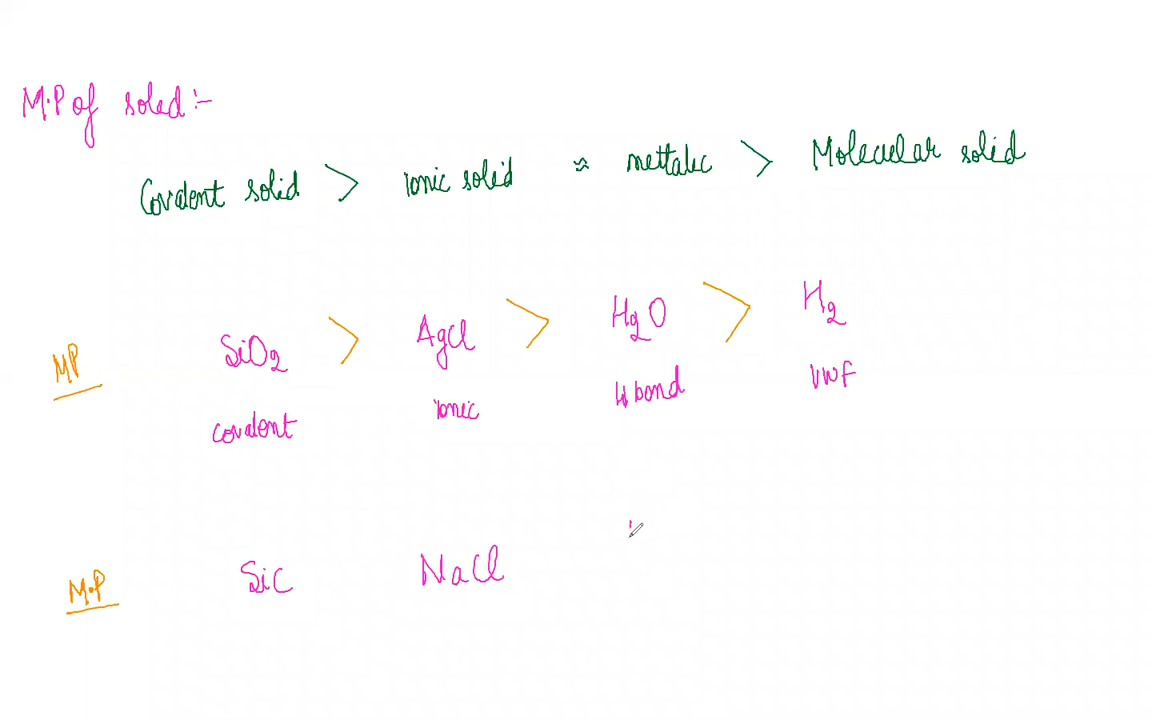 M.P of solid :-
Covalent solid > Ionic solid ≈ mettalic > Molecular solid
MP SiO2 > AgCl > H2O > H2
covalent ionic H bond VWF
M.P SiC NaCl